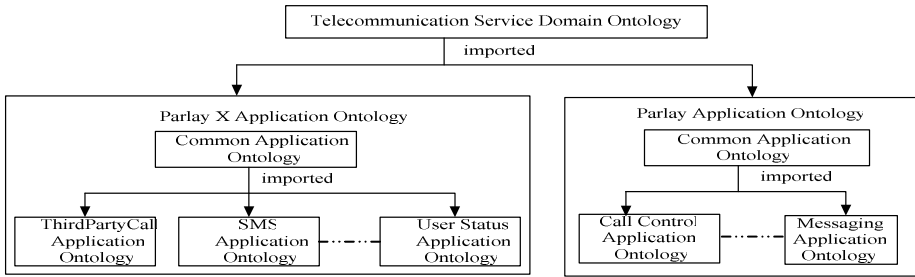 Telecommunication Service Domain Ontology
imported
Parlay X Application Ontology
Common Application
Ontology
imported
ThirdPartyCall
Application
Ontology
SMS
Application
Ontology
User Status
Application
Ontology
Parlay Application Ontology
Common Application
Ontology
imported
Call Control
Application
Ontology
Messaging
Application
Ontology